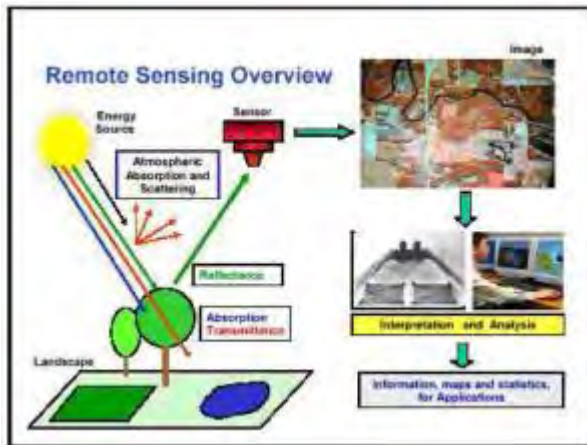 Image
Remote Sensing Overview
Energy
Source
Sensor
Atmospheric
Absorption and
Scattering
Reflectance
Absorption
Transmittance
Landscape
Interpretation and Analysis
Information, maps and statistics,
for Applications